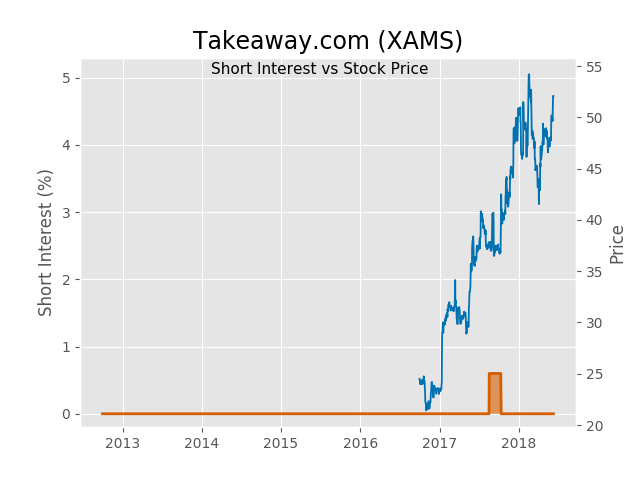 Takeaway.com (XAMS)
Short Interest vs Stock Price
Short Interest (%)
5
4
3
2
1
0
55
50
45
40
35
30
25
20
Price
2013 2014 2015 2016 2017 2018